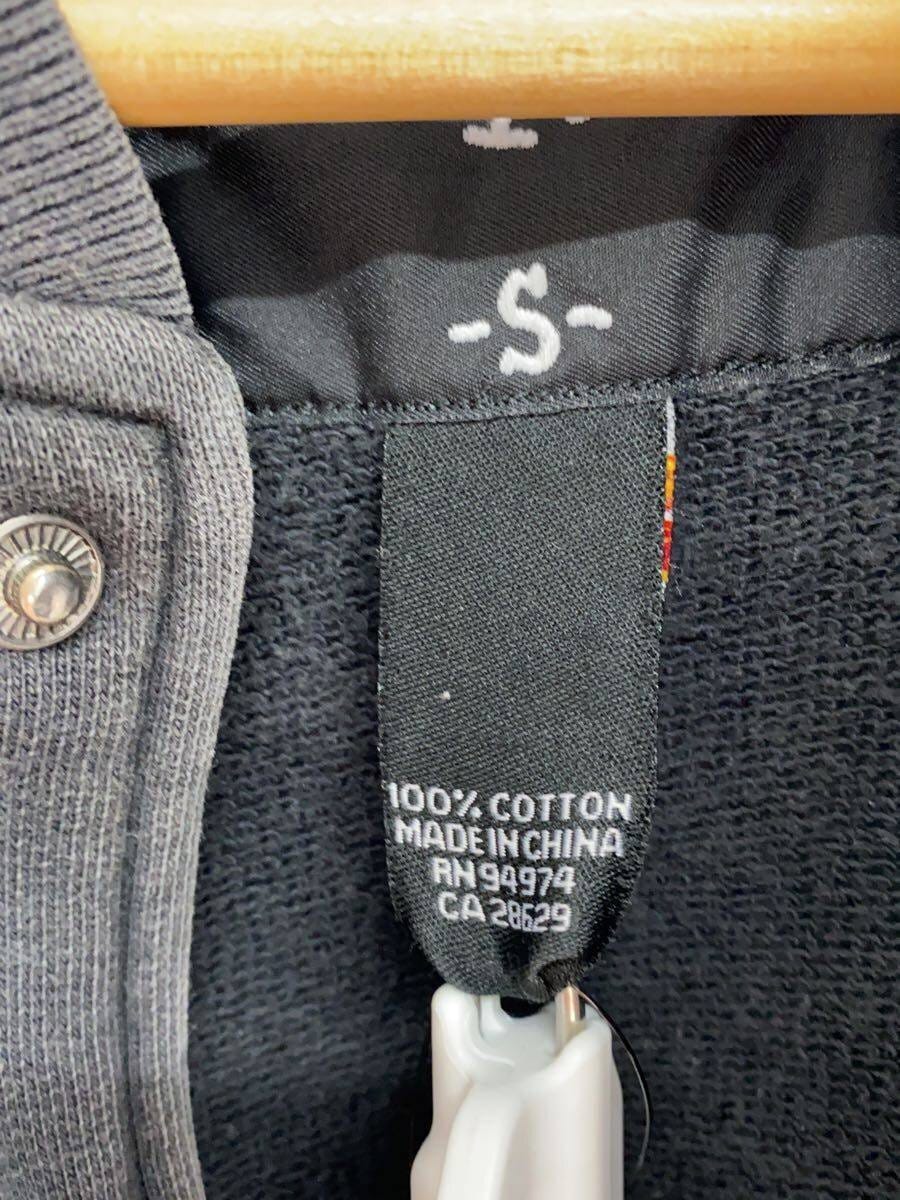 -S-
100% COTTON
MADE IN CHINA
RN 94974
CA 28629